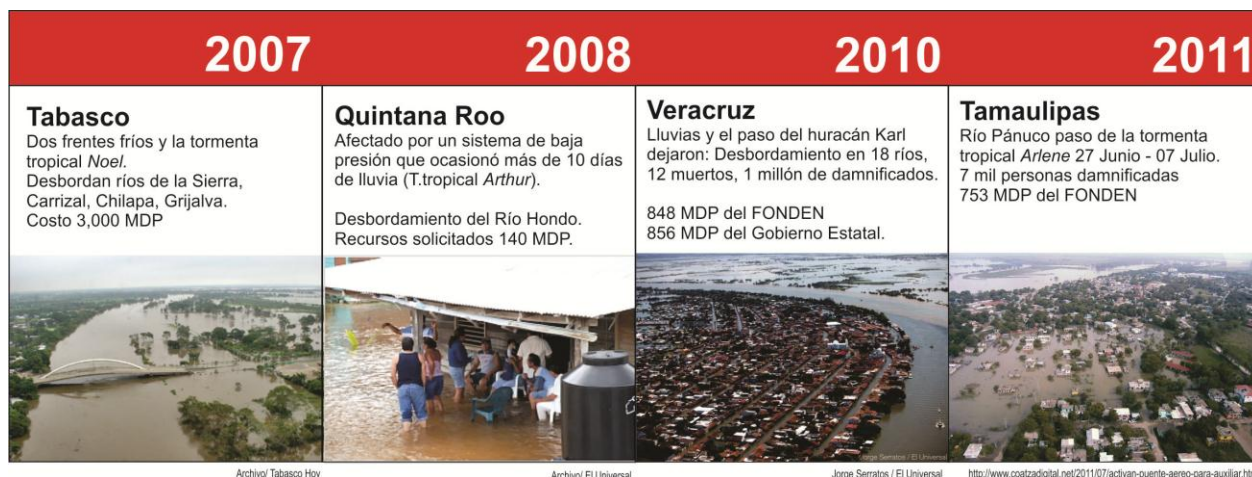 2007
2008
2010
2011
Tabasco
Dos frentes fríos y la tormenta
tropical Noel.
Desbordan ríos de la Sierra,
Carrizal, Chilapa, Grijalva.
Costo 3,000 MDP
Quintana Roo
Afectado por un sistema de baja
presión que ocasionó más de 10 días
de lluvia (T.tropical Arthur).
Desbordamiento del Río Hondo.
Recursos solicitados 140 MDP.
Veracruz
Lluvias y el paso del huracán Karl
dejaron: Desbordamiento en 18 ríos,
12 muertos, 1 millón de damnificados.
848 MDP del FONDEN
856 MDP del Gobierno Estatal.
Tamaulipas
Río Pánuco paso de la tormenta
tropical Arlene 27 Junio - 07 Julio.
7 mil personas damnificadas
753 MDP del FONDEN
Jorge Serratos / El Universal
Archivo/ Tabasco Hoy
Archivo/ El Universal
Jorge Serratos / El Universal
http://www.coatzadigital.net/2011/07/activan-puente-aereo-para-auxiliar.ht